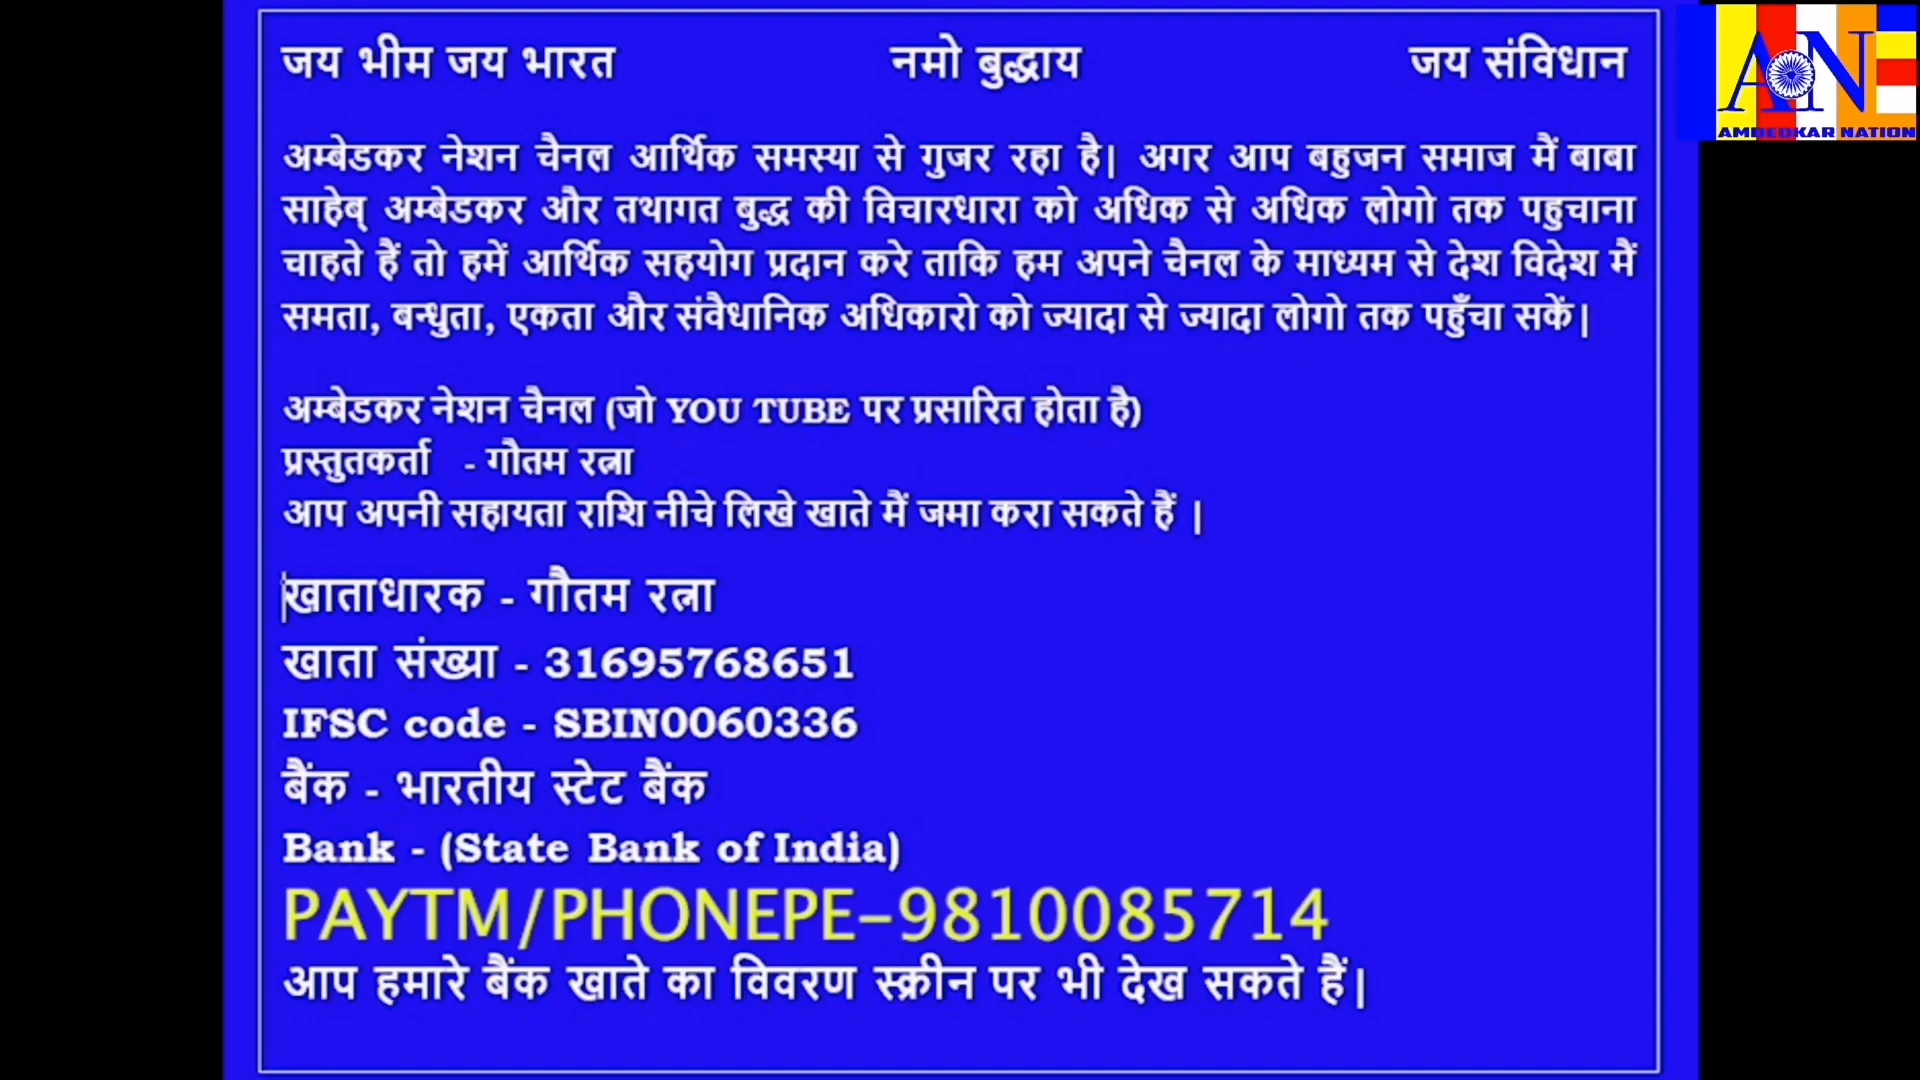 जय भीम जय भारत नमो बुद्धाय जय संविधान
AN
AMBEDKAR NATION
अम्बेडकर नेशन चैनल आर्थिक समस्या से गुजर रहा है| अगर आप बहुजन समाज मैं बाबा
साहेब् अम्बेडकर और तथागत बुद्ध की विचारधारा को अधिक से अधिक लोगो तक पहुचाना
चाहते हैं तो हमें आर्थिक सहयोग प्रदान करे ताकि हम अपने चैनल के माध्यम से देश विदेश मैं
समता, बन्धुता, एकता और संवैधानिक अधिकारो को ज्यादा से ज्यादा लोगो तक पहुँचा सकें|
अम्बेडकर नेशन चैनल (जो YOU TUBE पर प्रसारित होता है)
प्रस्तुतकर्ता - गौतम रत्ना
आप अपनी सहायता राशि नीचे लिखे खाते मैं जमा करा सकते हैं |
खाताधारक - गौतम रत्ना
खाता संख्या - 31695768651
IFSC code - SBIN0060336
बैंक - भारतीय स्टेट बैंक
Bank - (State Bank of India)
PAYTM/PHONEPE–9810085714
आप हमारे बैंक खाते का विवरण स्क्रीन पर भी देख सकते हैं|